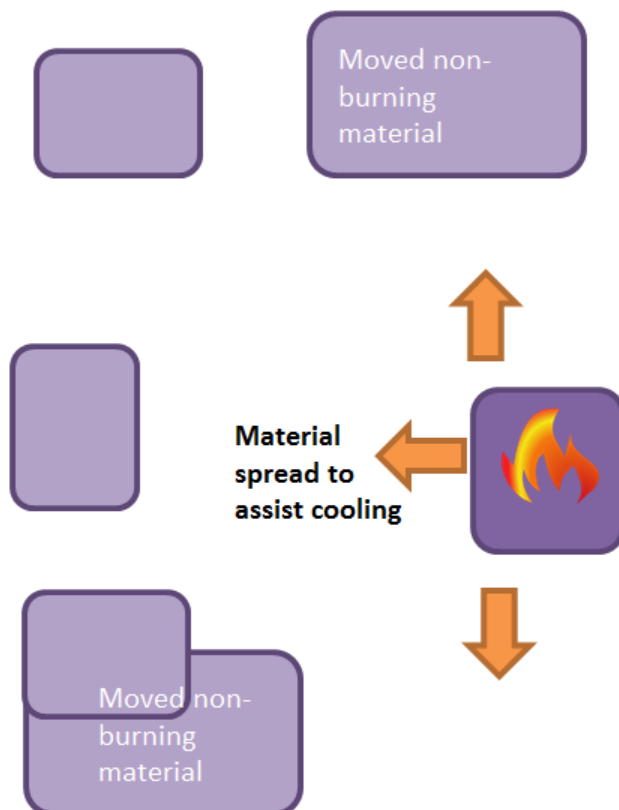 Moved non-
burning
material
Material
spread to
assist cooling
Moved non-
burning
material